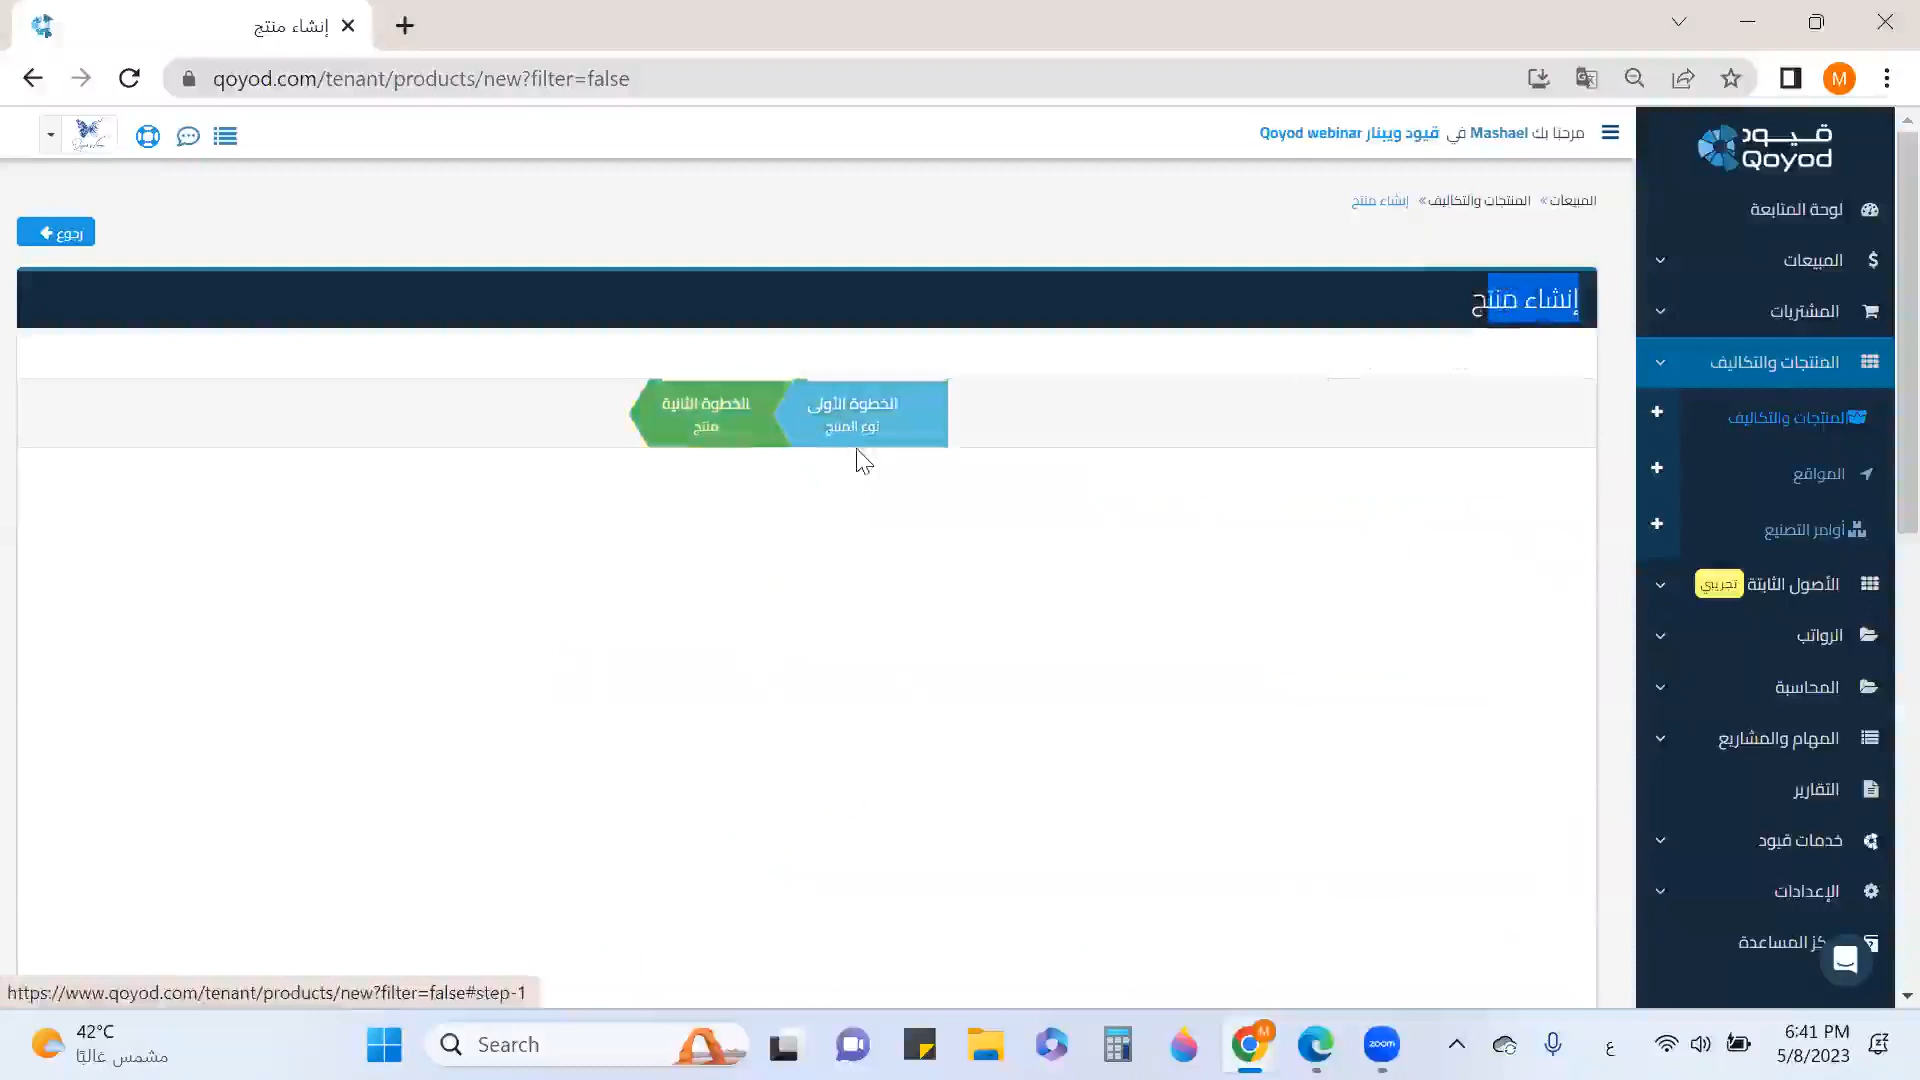 إنشاء منتج
qoyod.com/tenant/products/new?filter=false
M
مرحبًا بك Mashael في قيود ويبنار Qoyod webinar
قيود
Qoyod
المبيعات » المنتجات والتكاليف » إنشاء منتج
رجوع
إنشاء منتج
الخطوة الأولى
نوع المنتج
الخطوة الثانية
منتج
لوحة المتابعة
المبيعات
المشتريات
المنتجات والتكاليف
المنتجات والتكاليف
المواقع
أوامر التصنيع
الأصول الثابتة تجريبي
الرواتب
المحاسبة
المهام والمشاريع
التقارير
خدمات قيود
الإعدادات
كز المساعدة
https://www.qoyod.com/tenant/products/new?filter=false#step-1
42°C
مشمس غالبًا
Search
M
zoom
ع
6:41 PM
5/8/2023